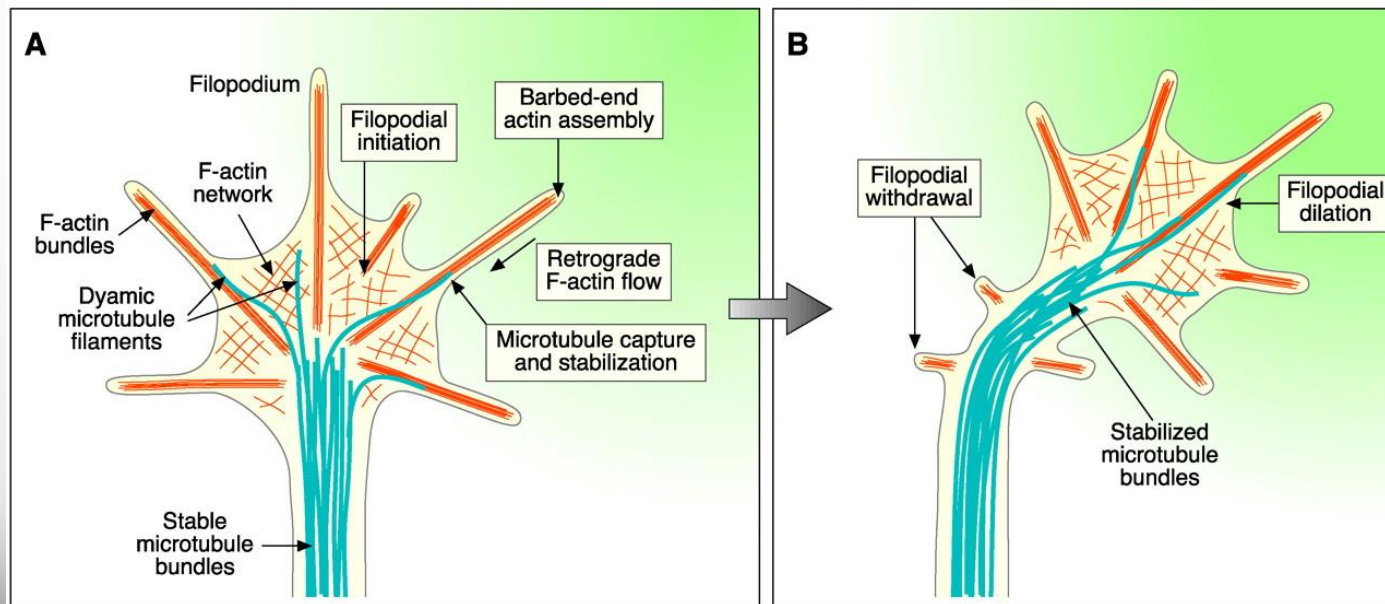 A
Filopodium
Filopodial
initiation
Barbed-end
actin assembly
F-actin
network
F-actin
bundles
Dyamic
microtubule
filaments
Retrograde
F-actin flow
Microtubule capture
and stabilization
Stable
microtubule
bundles
B
Filopodial
withdrawal
Filopodial
dilation
Stabilized
microtubule
bundles